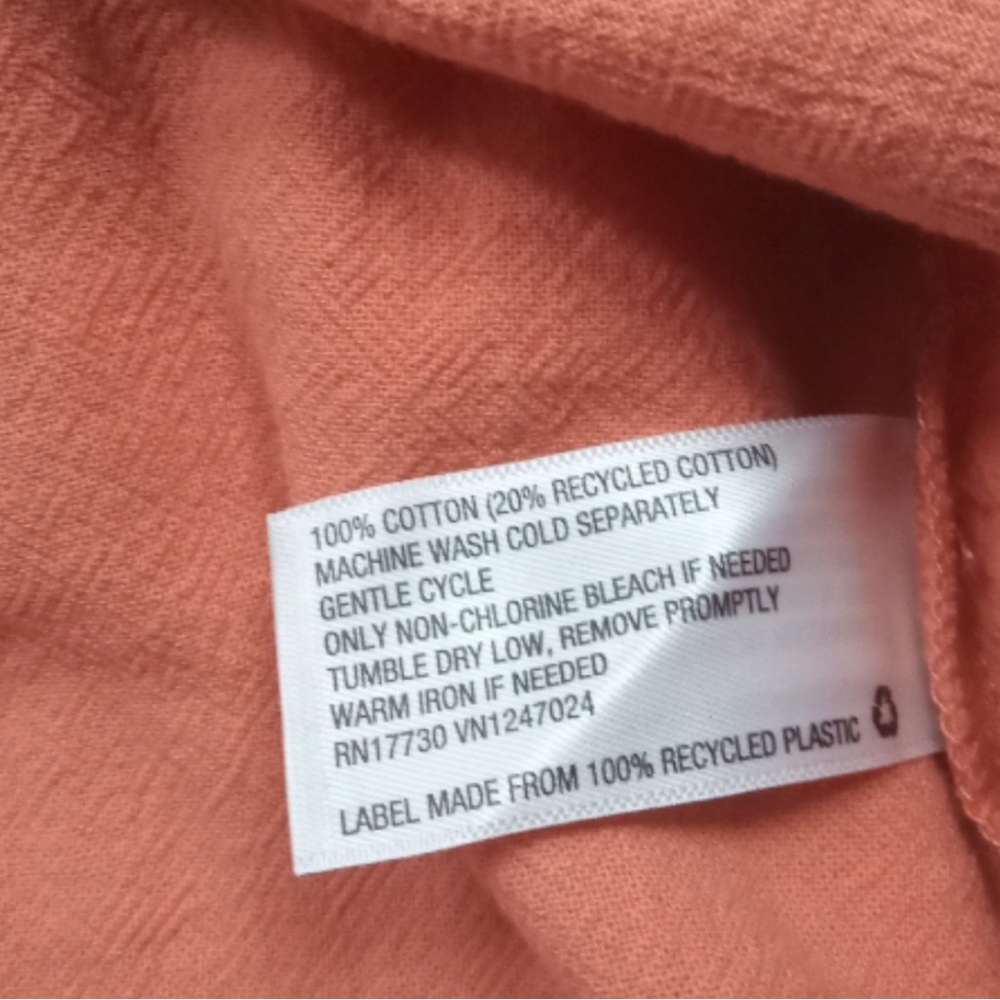 100% COTTON (20% RECYCLED COTTON)
MACHINE WASH COLD SEPARATELY
GENTLE CYCLE
ONLY NON-CHLORINE BLEACH IF NEEDED
TUMBLE DRY LOW, REMOVE PROMPTLY
WARM IRON IF NEEDED
RN17730 VN1247024
LABEL MADE FROM 100% RECYCLED PLASTIC